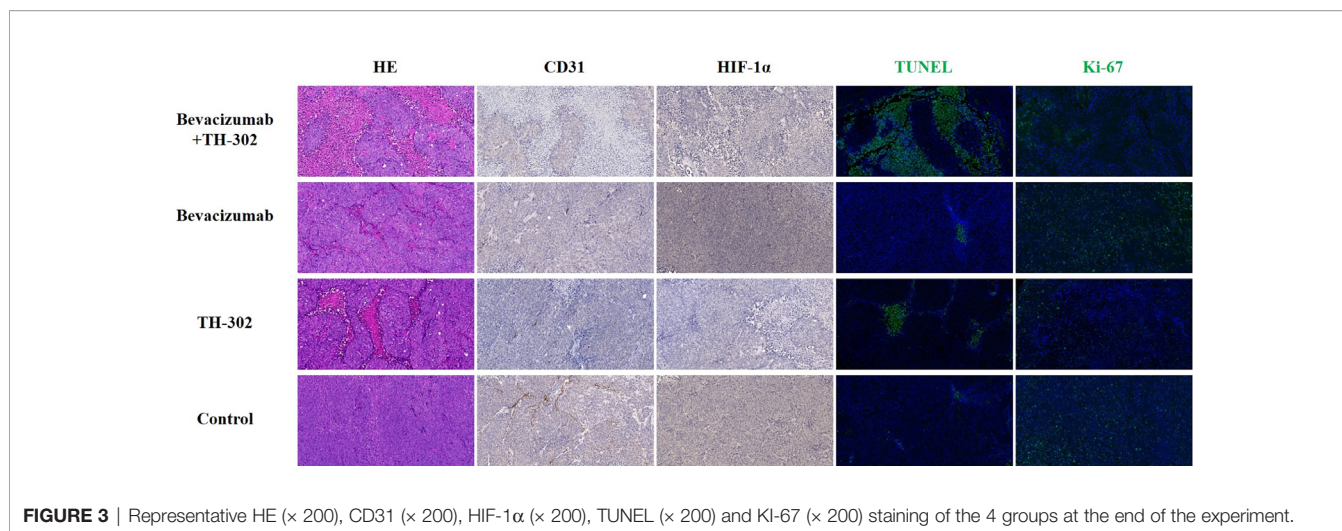 HE CD31 HIF-1α TUNEL Ki-67
Bevacizumab
+TH-302
Bevacizumab
TH-302
Control
FIGURE 3 | Representative HE (× 200), CD31 (× 200), HIF-1α (× 200), TUNEL (× 200) and KI-67 (× 200) staining of the 4 groups at the end of the experiment.